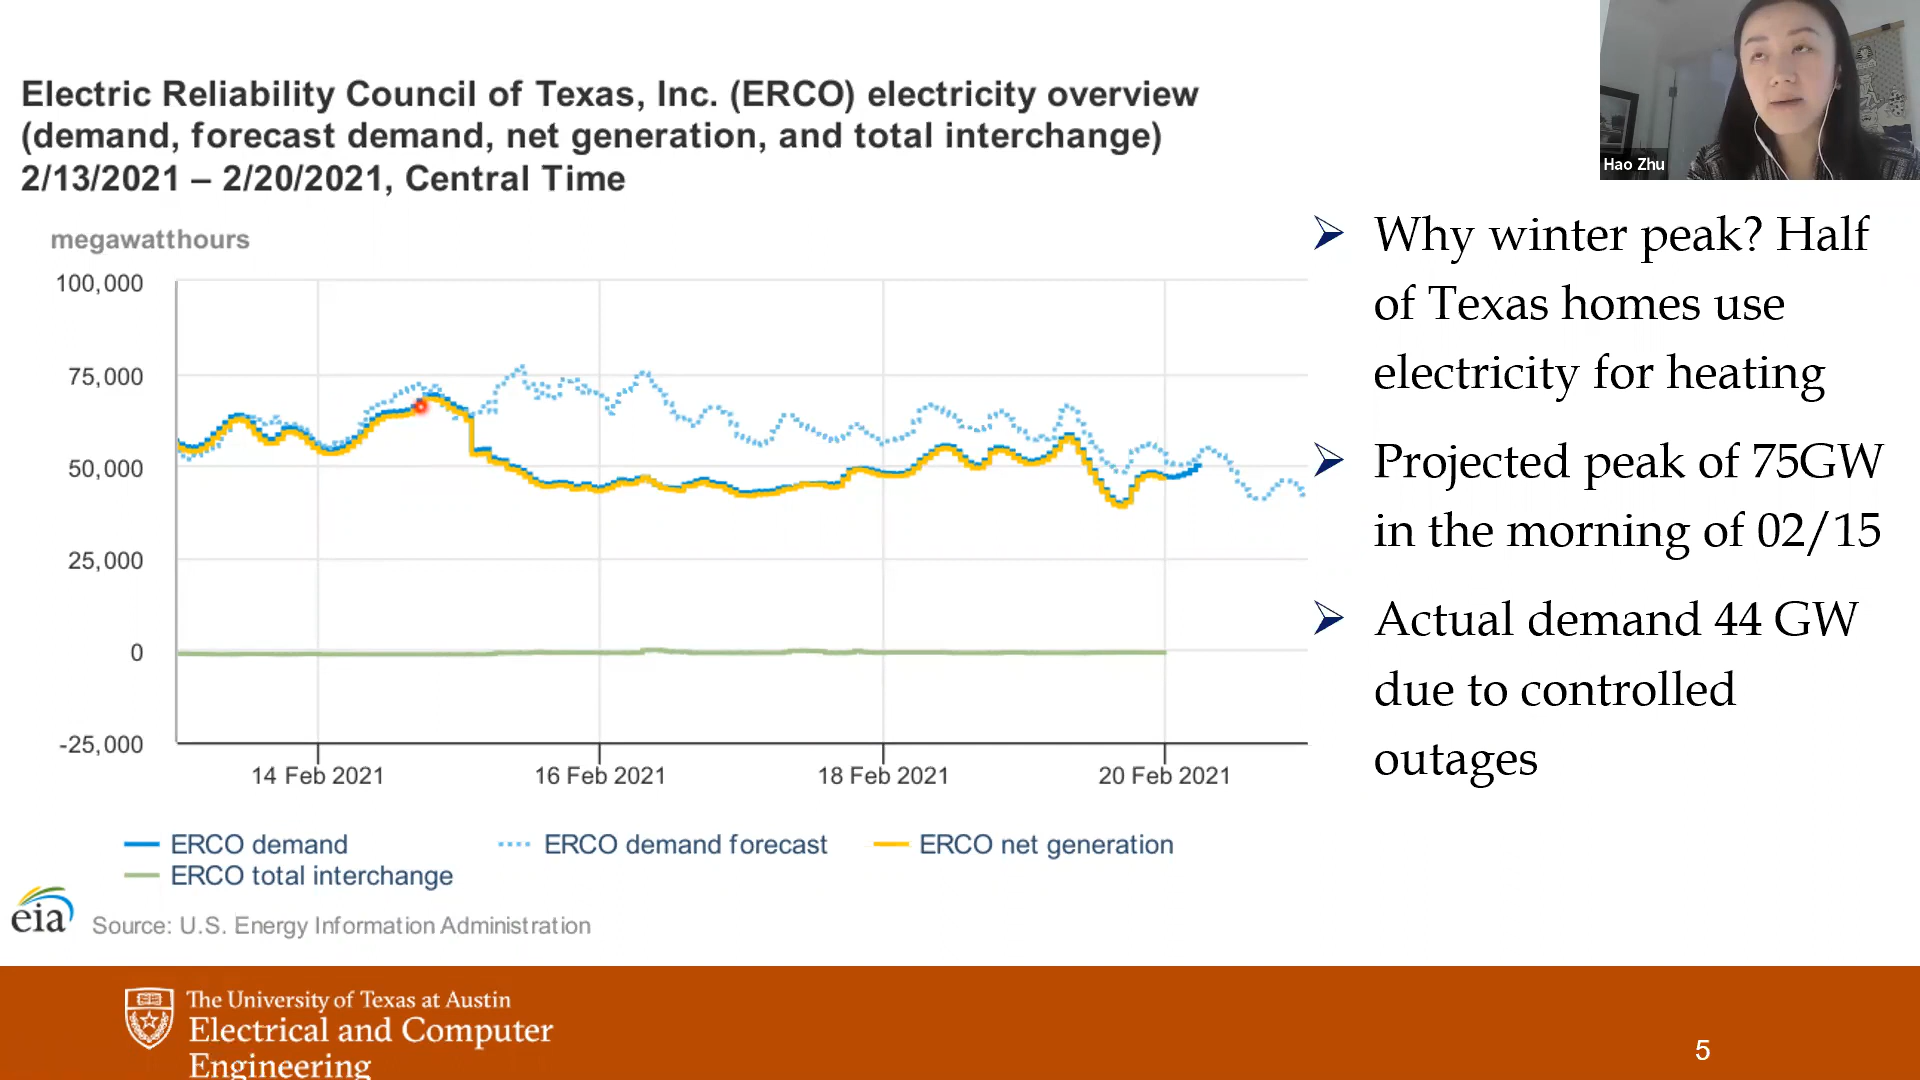 Electric Reliability Council of Texas, Inc. (ERCO) electricity overview
(demand, forecast demand, net generation, and total interchange)
2/13/2021 – 2/20/2021, Central Time
Hao Zhu
megawatthours
100,000
75,000
50,000
25,000
0
-25,000
14 Feb 2021
16 Feb 2021
18 Feb 2021
20 Feb 2021
ERCO demand
ERCO demand forecast
ERCO net generation
ERCO total interchange
eia
Source: U.S. Energy Information Administration
Why winter peak? Half
of Texas homes use
electricity for heating
Projected peak of 75GW
in the morning of 02/15
Actual demand 44 GW
due to controlled
outages
The University of Texas at Austin
Electrical and Computer
Engineering
5